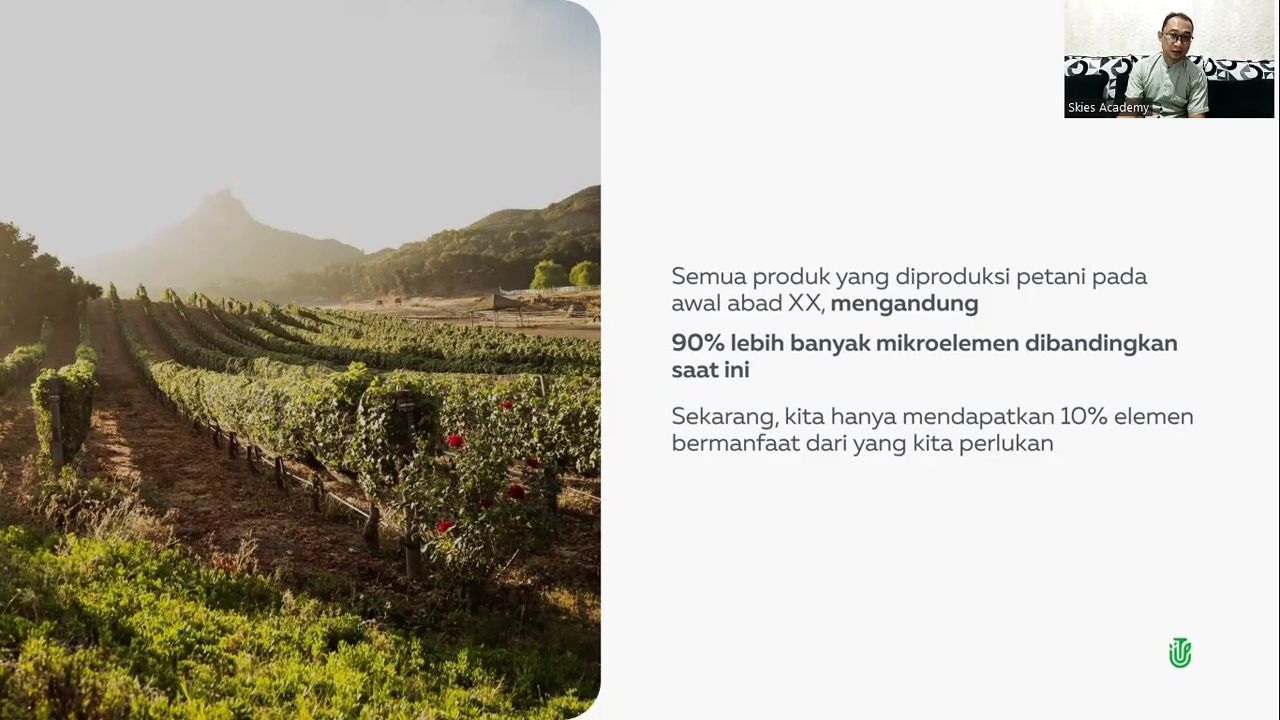 Skies Academy
Semua produk yang diproduksi petani pada
awal abad XX, mengandung
90% lebih banyak mikroelemen dibandingkan
saat ini
Sekarang, kita hanya mendapatkan 10% elemen
bermanfaat dari yang kita perlukan